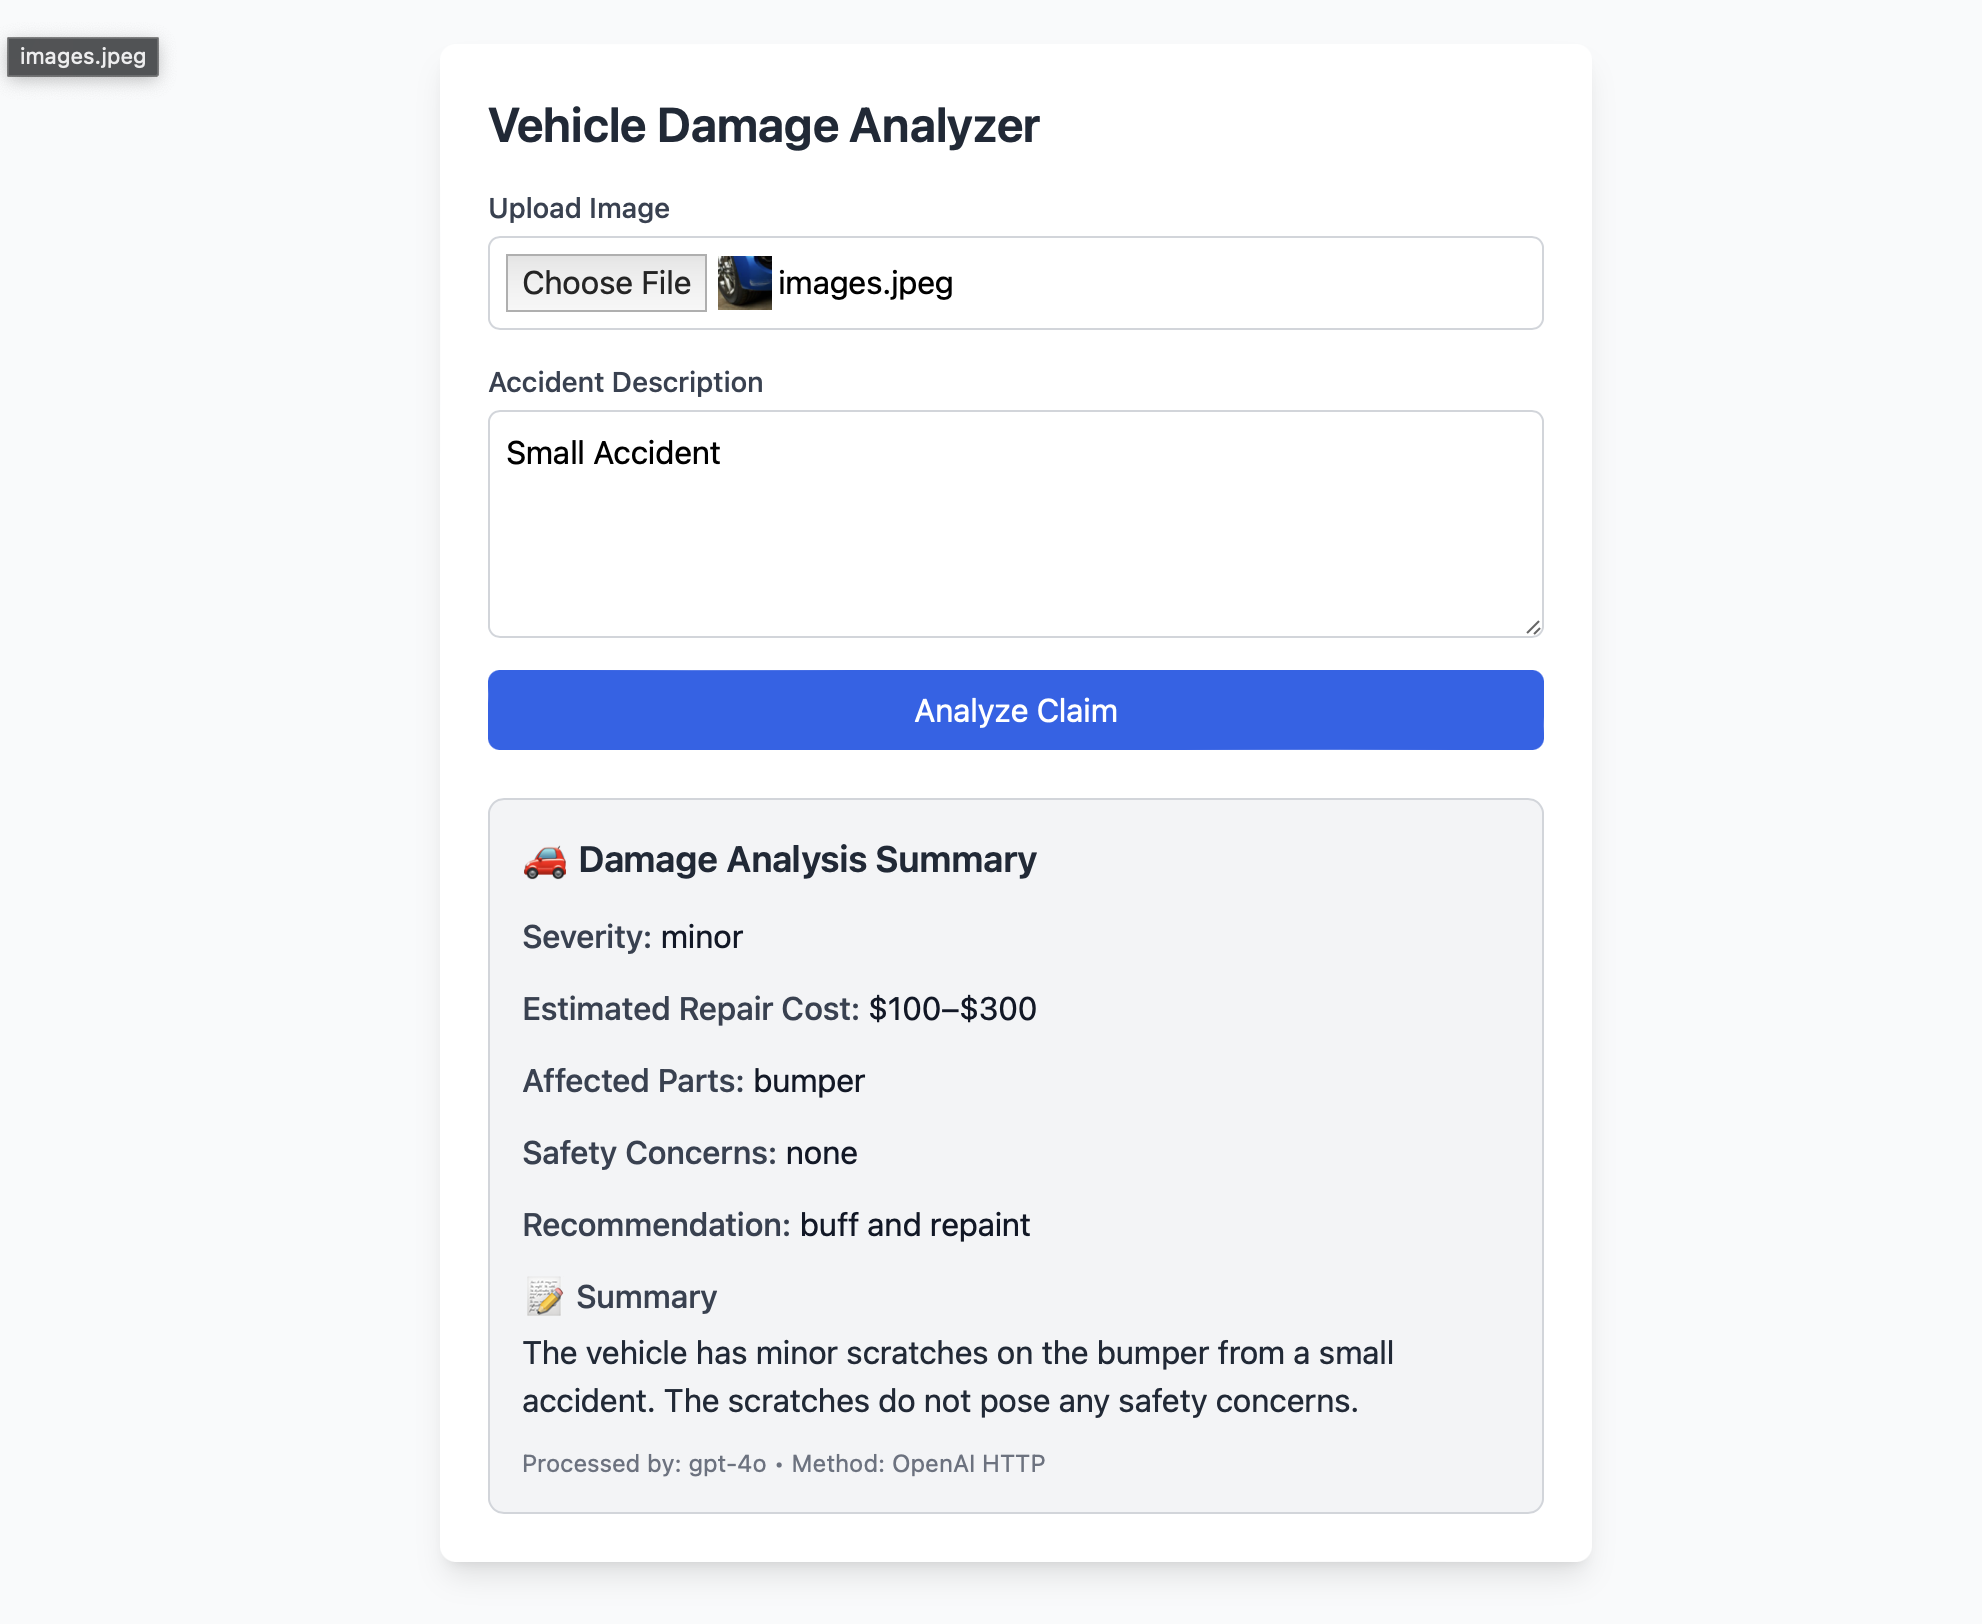 images.jpeg
Vehicle Damage Analyzer
Upload Image
Choose File images.jpeg
Accident Description
Small Accident
Analyze Claim
🚗 Damage Analysis Summary
Severity: minor
Estimated Repair Cost: $100–$300
Affected Parts: bumper
Safety Concerns: none
Recommendation: buff and repaint
📝 Summary
The vehicle has minor scratches on the bumper from a small
accident. The scratches do not pose any safety concerns.
Processed by: gpt-4o • Method: OpenAI HTTP